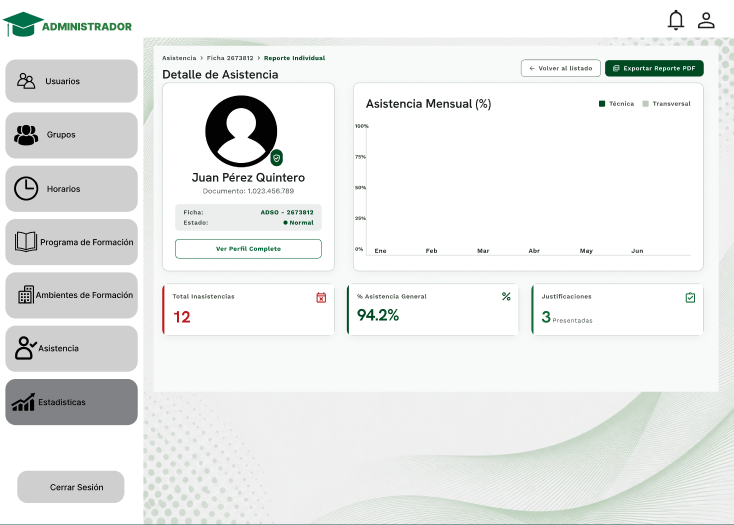 ADMINISTRADOR
Usuarios
Grupos
Horarios
Programa de Formación
Ambientes de Formación
Asistencia
Estadisticas
Cerrar Sesión
Asistencia > Ficha 2673812 > Reporte Individual
Detalle de Asistencia
← Volver al listado
Exportar Reporte PDF
Juan Pérez Quintero
Documento: 1.023.456.789
Ficha: ADSO - 2673812
Estado: Normal
Ver Perfil Completo
Asistencia Mensual (%)
Técnica
Transversal
100%
75%
50%
25%
0%
Ene Feb Mar Abr May Jun
Total Inasistencias
12
% Asistencia General
%
94.2%
Justificaciones
3 Presentadas